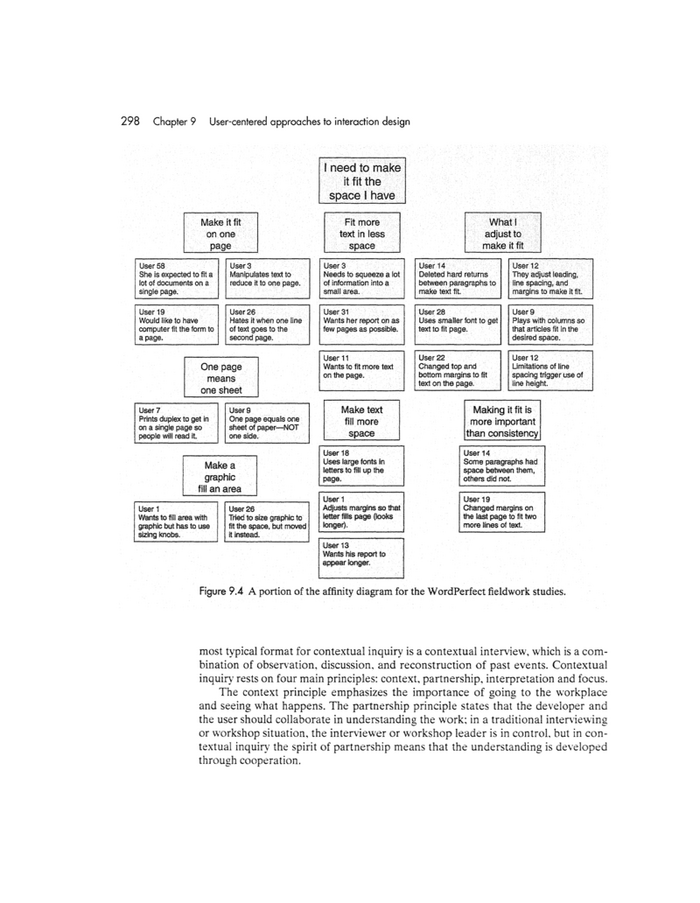 298 Chapter 9 User-centered approaches to interaction design
I need to make
it fit the
space I have
Make it fit
on one
page
User 58
She is expected to fit a
lot of documents on a
single page.
User 3
Manipulates text to
reduce it to one page.
User 19
Would like to have
computer fit the form to
a page.
User 26
Hates it when one line
of text goes to the
second page.
One page
means
one sheet
User 7
Prints duplex to get in
on a single page so
people will read it.
User 9
One page equals one
sheet of paper—NOT
one side.
Make a
graphic
fill an area
User 1
Wants to fill area with
graphic but has to use
sizing knobs.
User 26
Tried to size graphic to
fit the space, but moved
it instead.
Fit more
text in less
space
User 3
Needs to squeeze a lot
of information into a
small area.
User 31
Wants her report on as
few pages as possible.
User 11
Wants to fit more text
on the page.
Make text
fill more
space
User 18
Uses large fonts in
letters to fill up the
page.
User 1
Adjusts margins so that
letter fills page (looks
longer).
User 13
Wants his report to
appear longer.
What I
adjust to
make it fit
User 14
Deleted hard returns
between paragraphs to
make text fit.
User 12
They adjust leading,
line spacing, and
margins to make it fit.
User 28
Uses smaller font to get
text to fit page.
User 9
Plays with columns so
that articles fit in the
desired space.
User 22
Changed top and
bottom margins to fit
text on the page.
User 12
Limitations of line
spacing trigger use of
line height.
Making it fit is
more important
than consistency
User 14
Some paragraphs had
space between them,
others did not.
User 19
Changed margins on
the last page to fit two
more lines of text.
Figure 9.4 A portion of the affinity diagram for the WordPerfect fieldwork studies.
most typical format for contextual inquiry is a contextual interview, which is a com-
bination of observation, discussion, and reconstruction of past events. Contextual
inquiry rests on four main principles: context, partnership, interpretation and focus.
The context principle emphasizes the importance of going to the workplace
and seeing what happens. The partnership principle states that the developer and
the user should collaborate in understanding the work; in a traditional interviewing
or workshop situation, the interviewer or workshop leader is in control, but in con-
textual inquiry the spirit of partnership means that the understanding is developed
through cooperation.